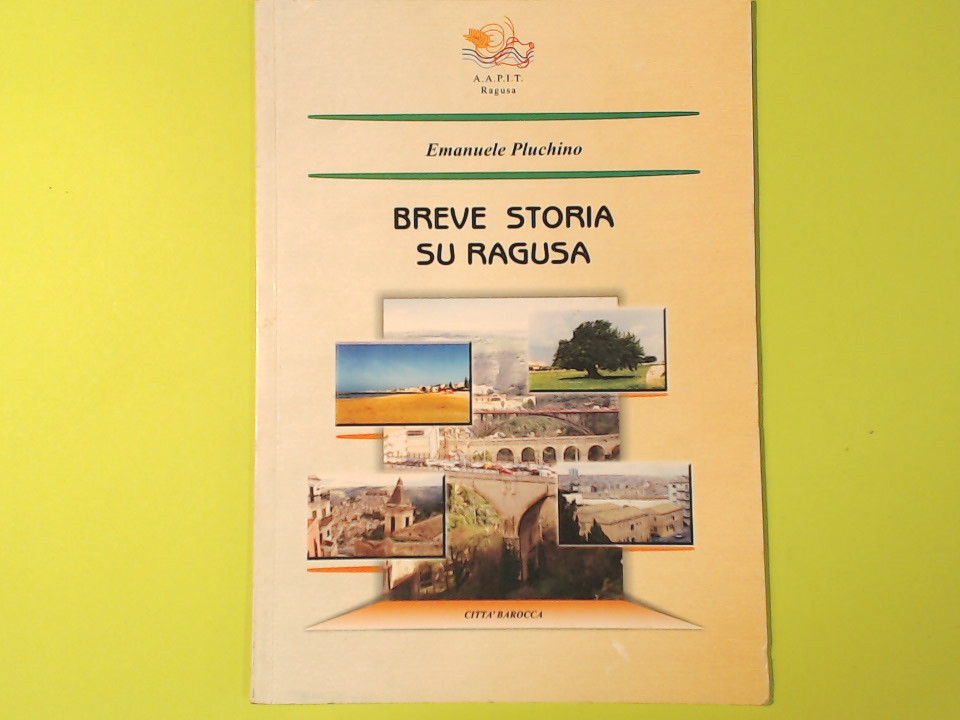 A.A.P.I.T.
Ragusa
Emanuele Pluchino
BREVE STORIA
SU RAGUSA
CITTA' BAROCCA